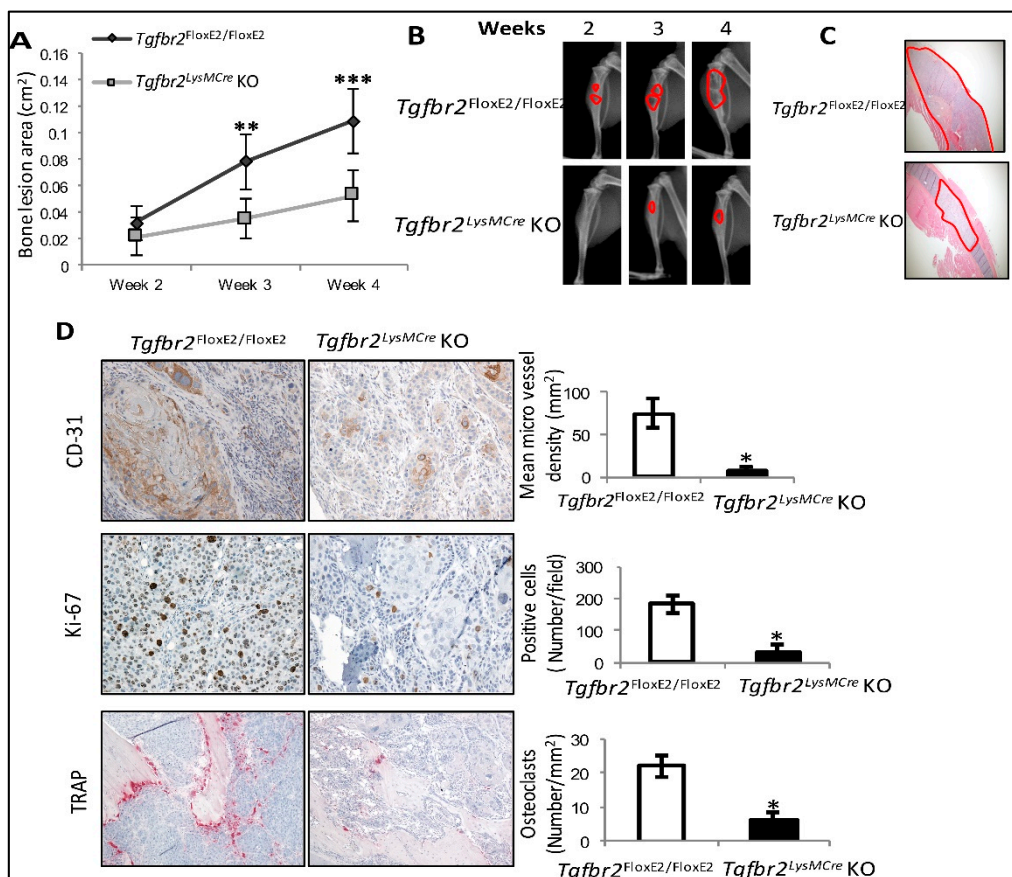 A
Tgfbr2FloxE2/FloxE2
Tgfbr2LysMCre KO
Bone lesion area (cm²)
0.16
0.14
0.12
0.1
0.08
0.06
0.04
0.02
0
**
***
Week 2
Week 3
Week 4
B
Weeks
2
3
4
Tgfbr2FloxE2/FloxE2
Tgfbr2LysMCre KO
C
Tgfbr2FloxE2/FloxE2
Tgfbr2LysMCre KO
D
Tgfbr2FloxE2/FloxE2
Tgfbr2LysMCre KO
CD-31
Mean micro vessel
density (mm²)
100
50
0
*
Tgfbr2FloxE2/FloxE2
Tgfbr2LysMCre KO
Ki-67
Positive cells
( Number/field)
300
200
100
0
*
Tgfbr2FloxE2/FloxE2
Tgfbr2LysMCre KO
TRAP
Osteoclasts
(Number/mm²)
30
20
10
0
*
Tgfbr2FloxE2/FloxE2
Tgfbr2LysMCre KO